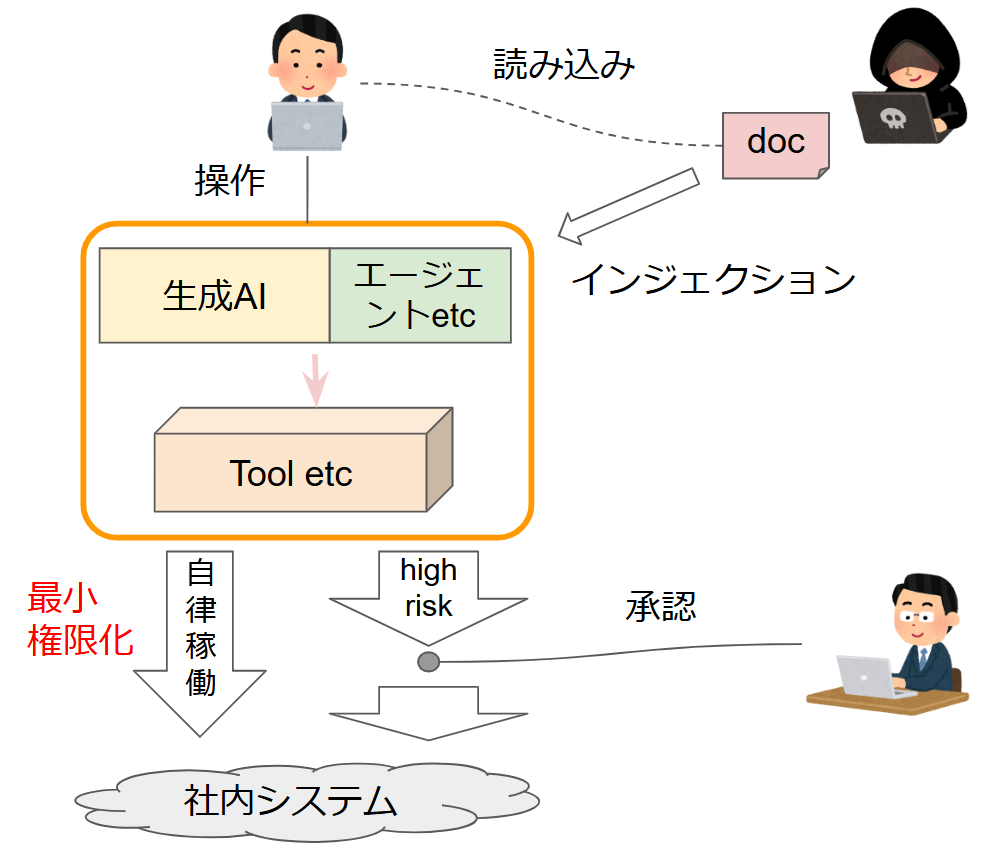 読み込み
doc
操作
インジェクション
生成AI
エージェ
ントetc
Tool etc
最小
権限化
自
律
稼
働
high
risk
承認
社内システム